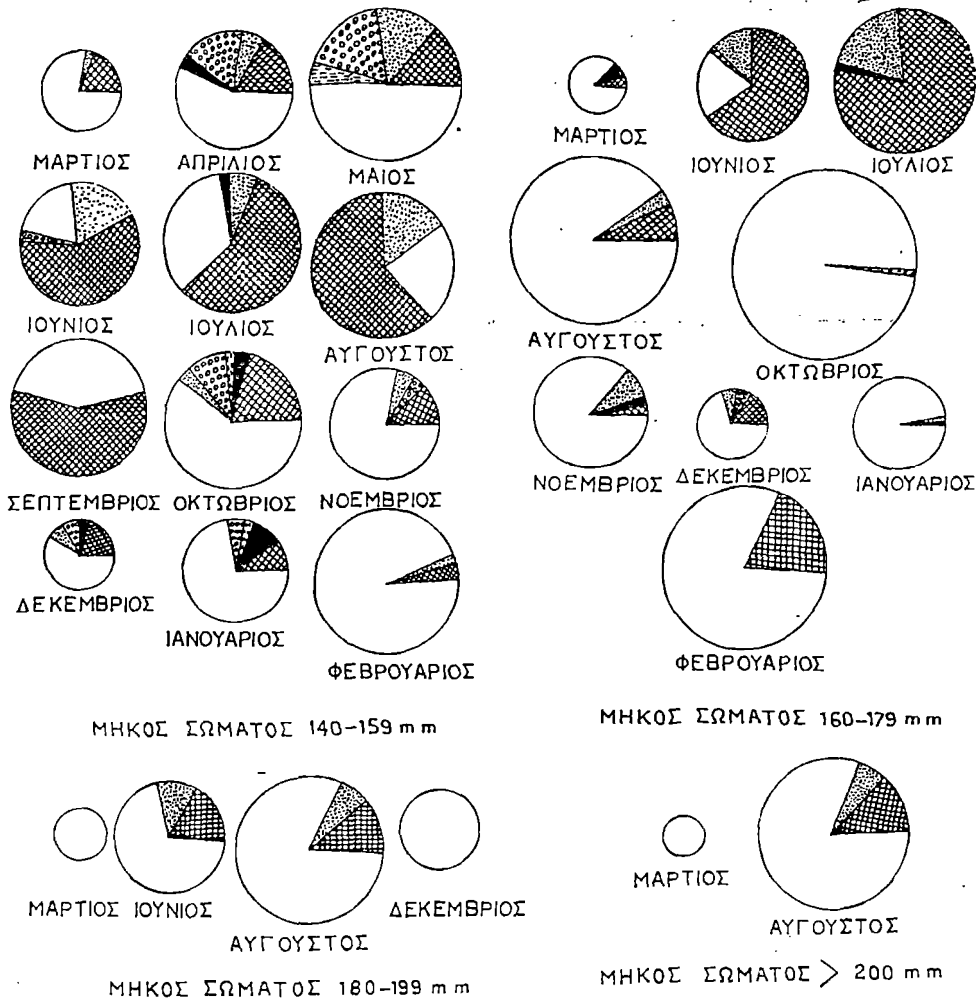 ΜΑΡΤΙΟΣ ΑΠΡΙΛΙΟΣ ΜΑΙΟΣ
ΙΟΥΝΙΟΣ ΙΟΥΛΙΟΣ ΑΥΓΟΥΣΤΟΣ
ΣΕΠΤΕΜΒΡΙΟΣ ΟΚΤΩΒΡΙΟΣ ΝΟΕΜΒΡΙΟΣ
ΔΕΚΕΜΒΡΙΟΣ ΙΑΝΟΥΑΡΙΟΣ ΦΕΒΡΟΥΑΡΙΟΣ
ΜΗΚΟΣ ΣΩΜΑΤΟΣ 140-159 mm
ΜΑΡΤΙΟΣ ΙΟΥΝΙΟΣ ΙΟΥΛΙΟΣ
ΑΥΓΟΥΣΤΟΣ ΟΚΤΩΒΡΙΟΣ
ΝΟΕΜΒΡΙΟΣ ΔΕΚΕΜΒΡΙΟΣ ΙΑΝΟΥΑΡΙΟΣ
ΦΕΒΡΟΥΑΡΙΟΣ
ΜΗΚΟΣ ΣΩΜΑΤΟΣ 160-179 mm
ΜΑΡΤΙΟΣ ΙΟΥΝΙΟΣ ΑΥΓΟΥΣΤΟΣ ΔΕΚΕΜΒΡΙΟΣ
ΜΗΚΟΣ ΣΩΜΑΤΟΣ 180-199 mm
ΜΑΡΤΙΟΣ ΑΥΓΟΥΣΤΟΣ
ΜΗΚΟΣ ΣΩΜΑΤΟΣ > 200 mm